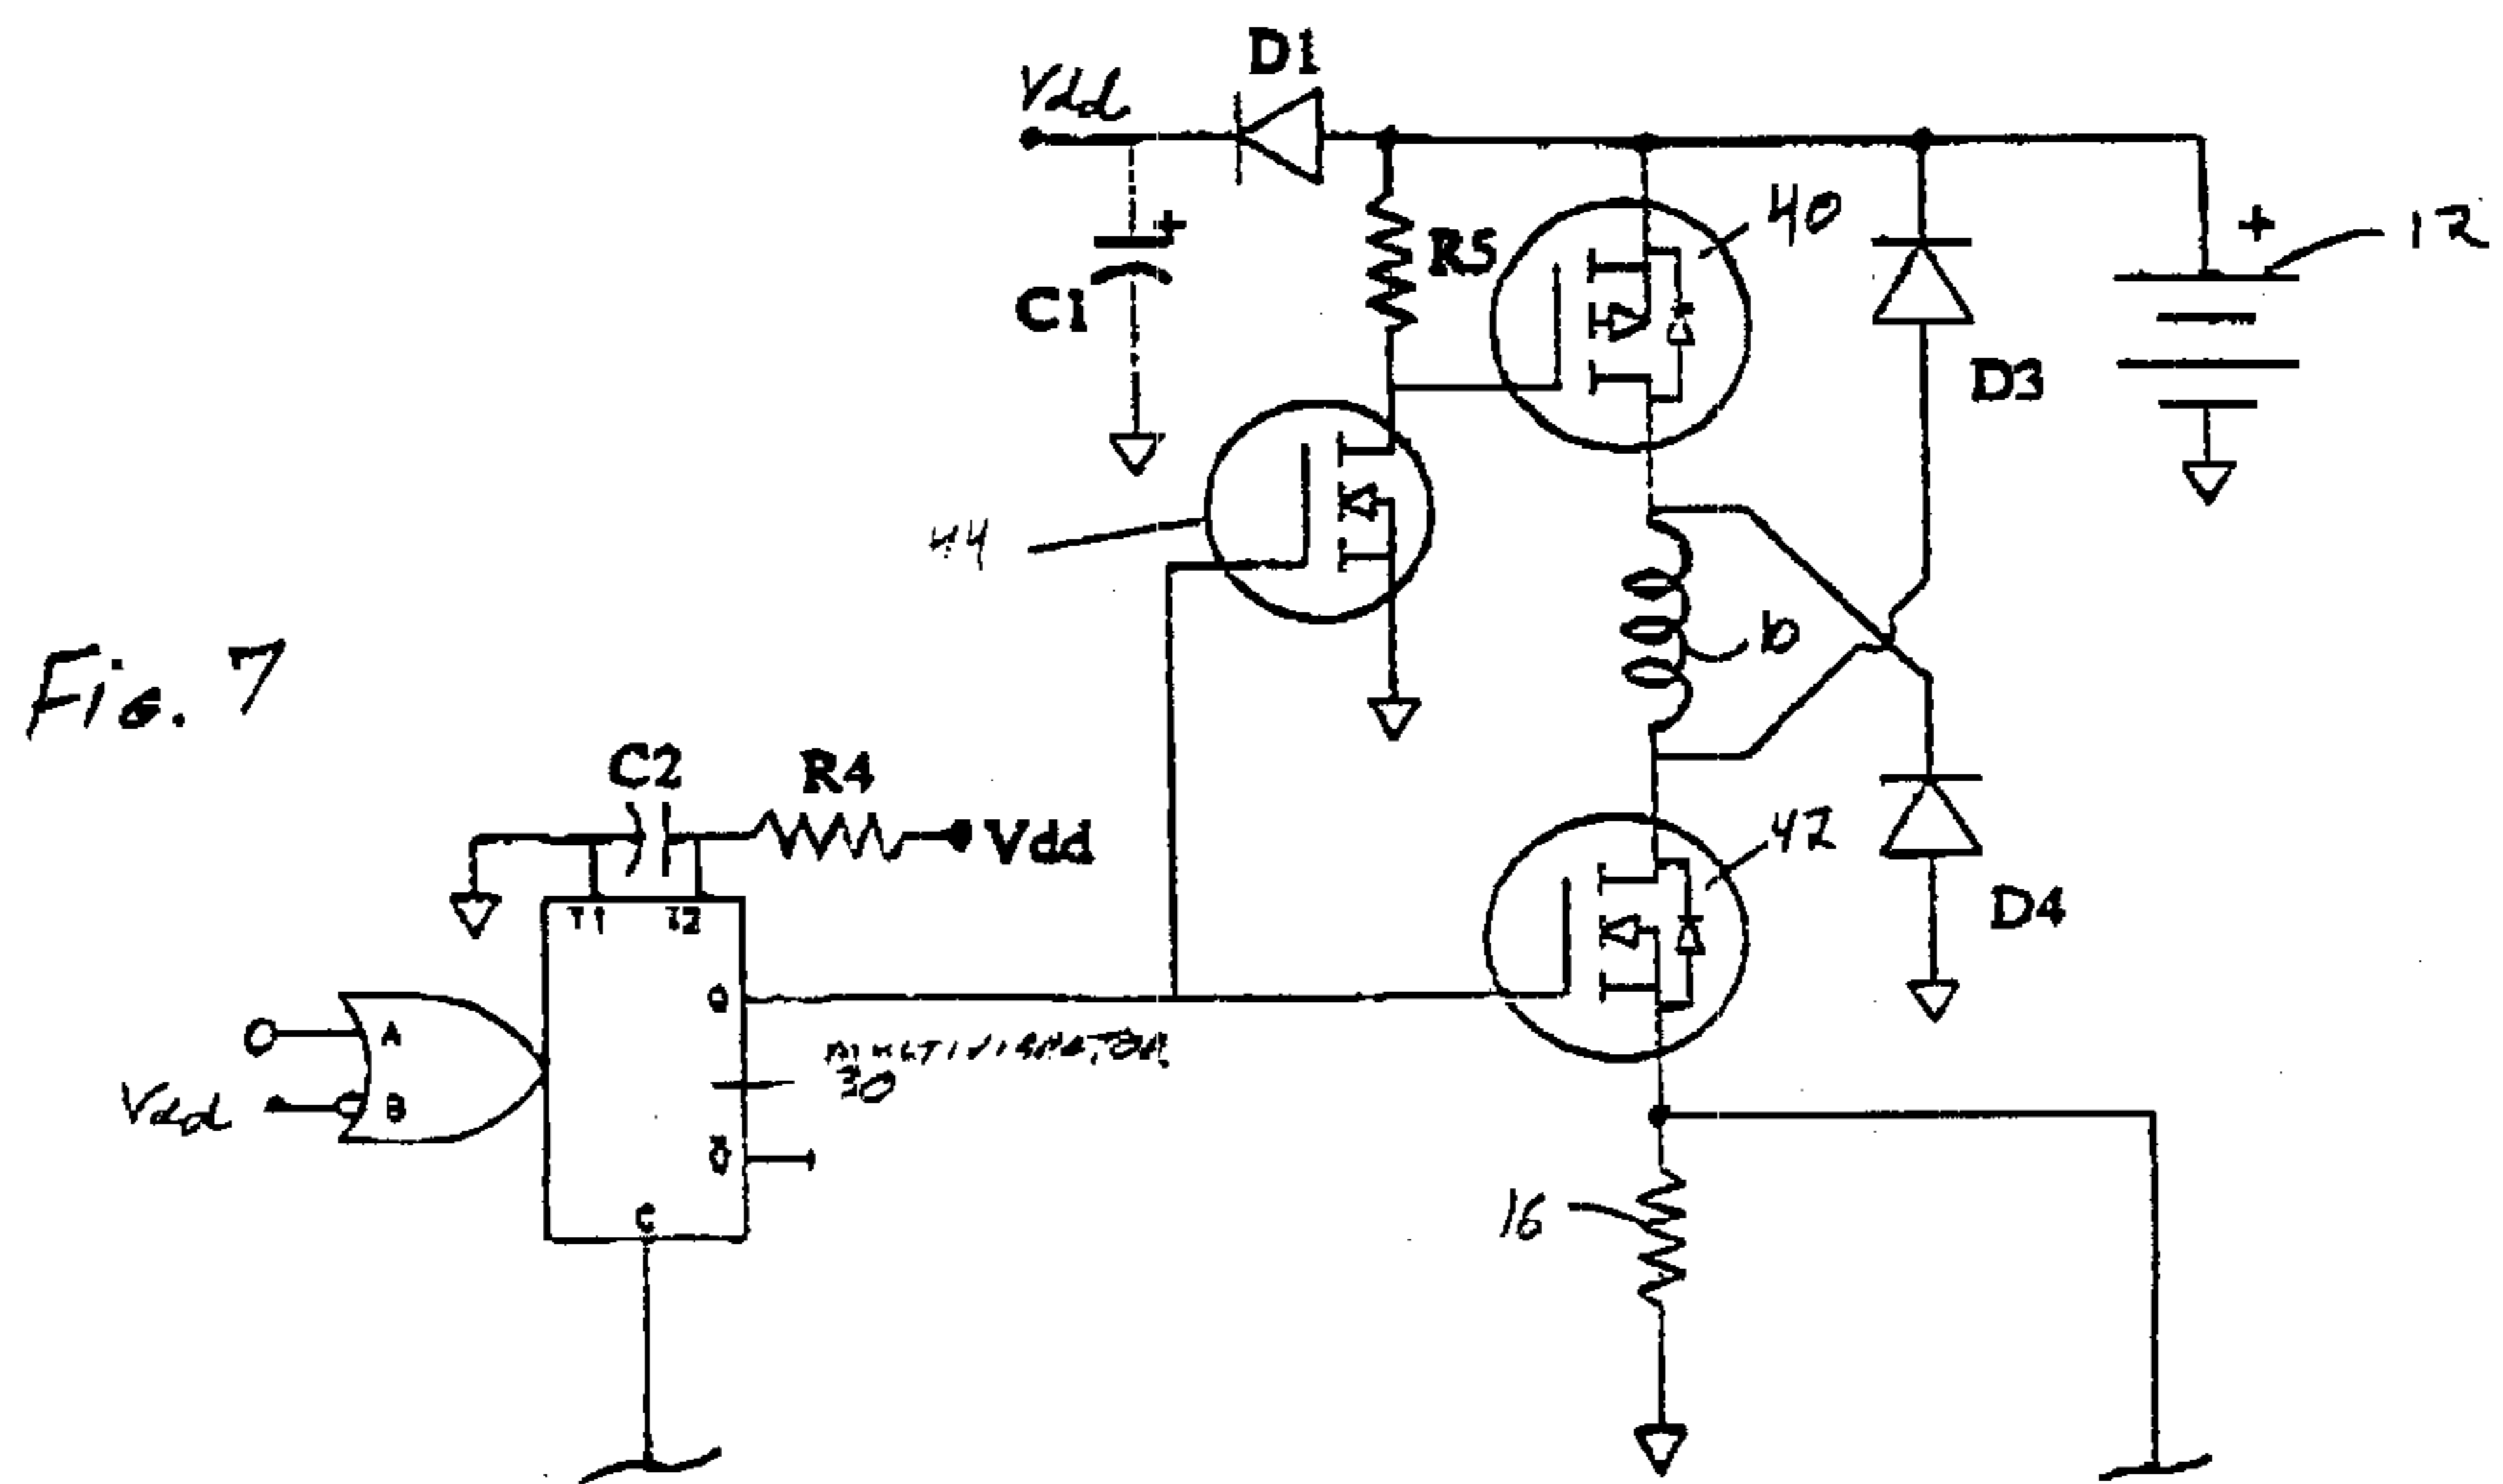 D1
Vdd
40
+
12
R5
+
C1
D3
44
b
Fig. 7
C2
R4
Vdd
42
T1 T2
D4
Q
A
MULTIVIBRATOR
30
Vdd
B
Q
C
16